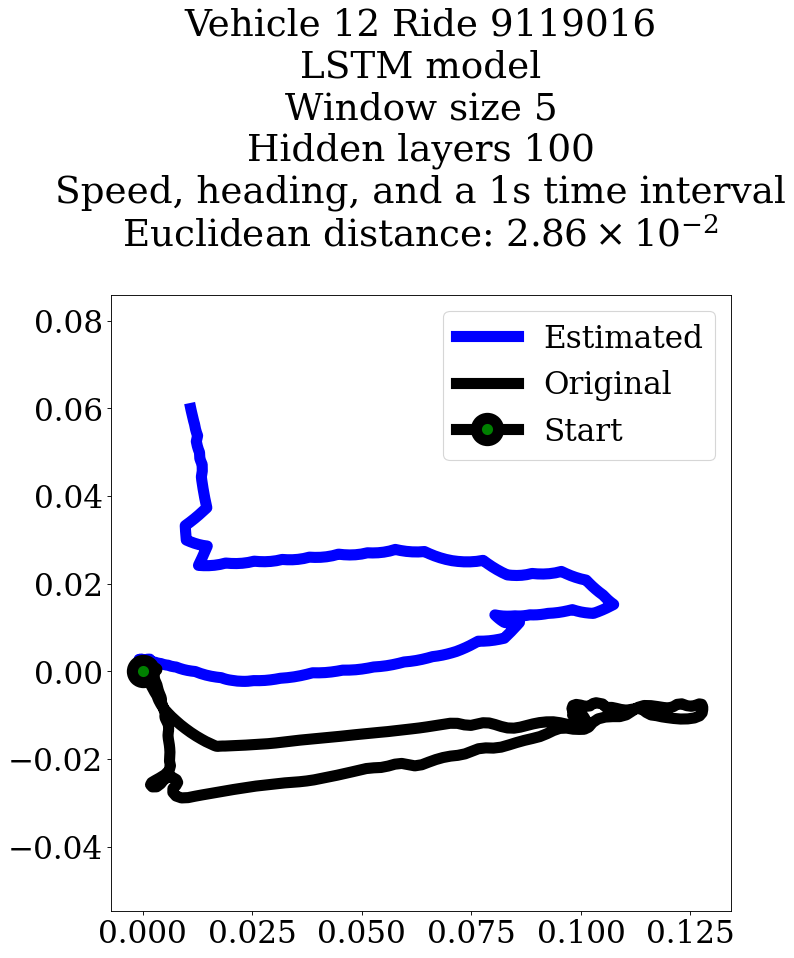 Vehicle 12 Ride 9119016
LSTM model
Window size 5
Hidden layers 100
Speed, heading, and a 1s time interval
Euclidean distance: 2.86 × 10⁻²
Estimated
Original
Start
0.08
0.06
0.04
0.02
0.00
−0.02
−0.04
0.000 0.025 0.050 0.075 0.100 0.125